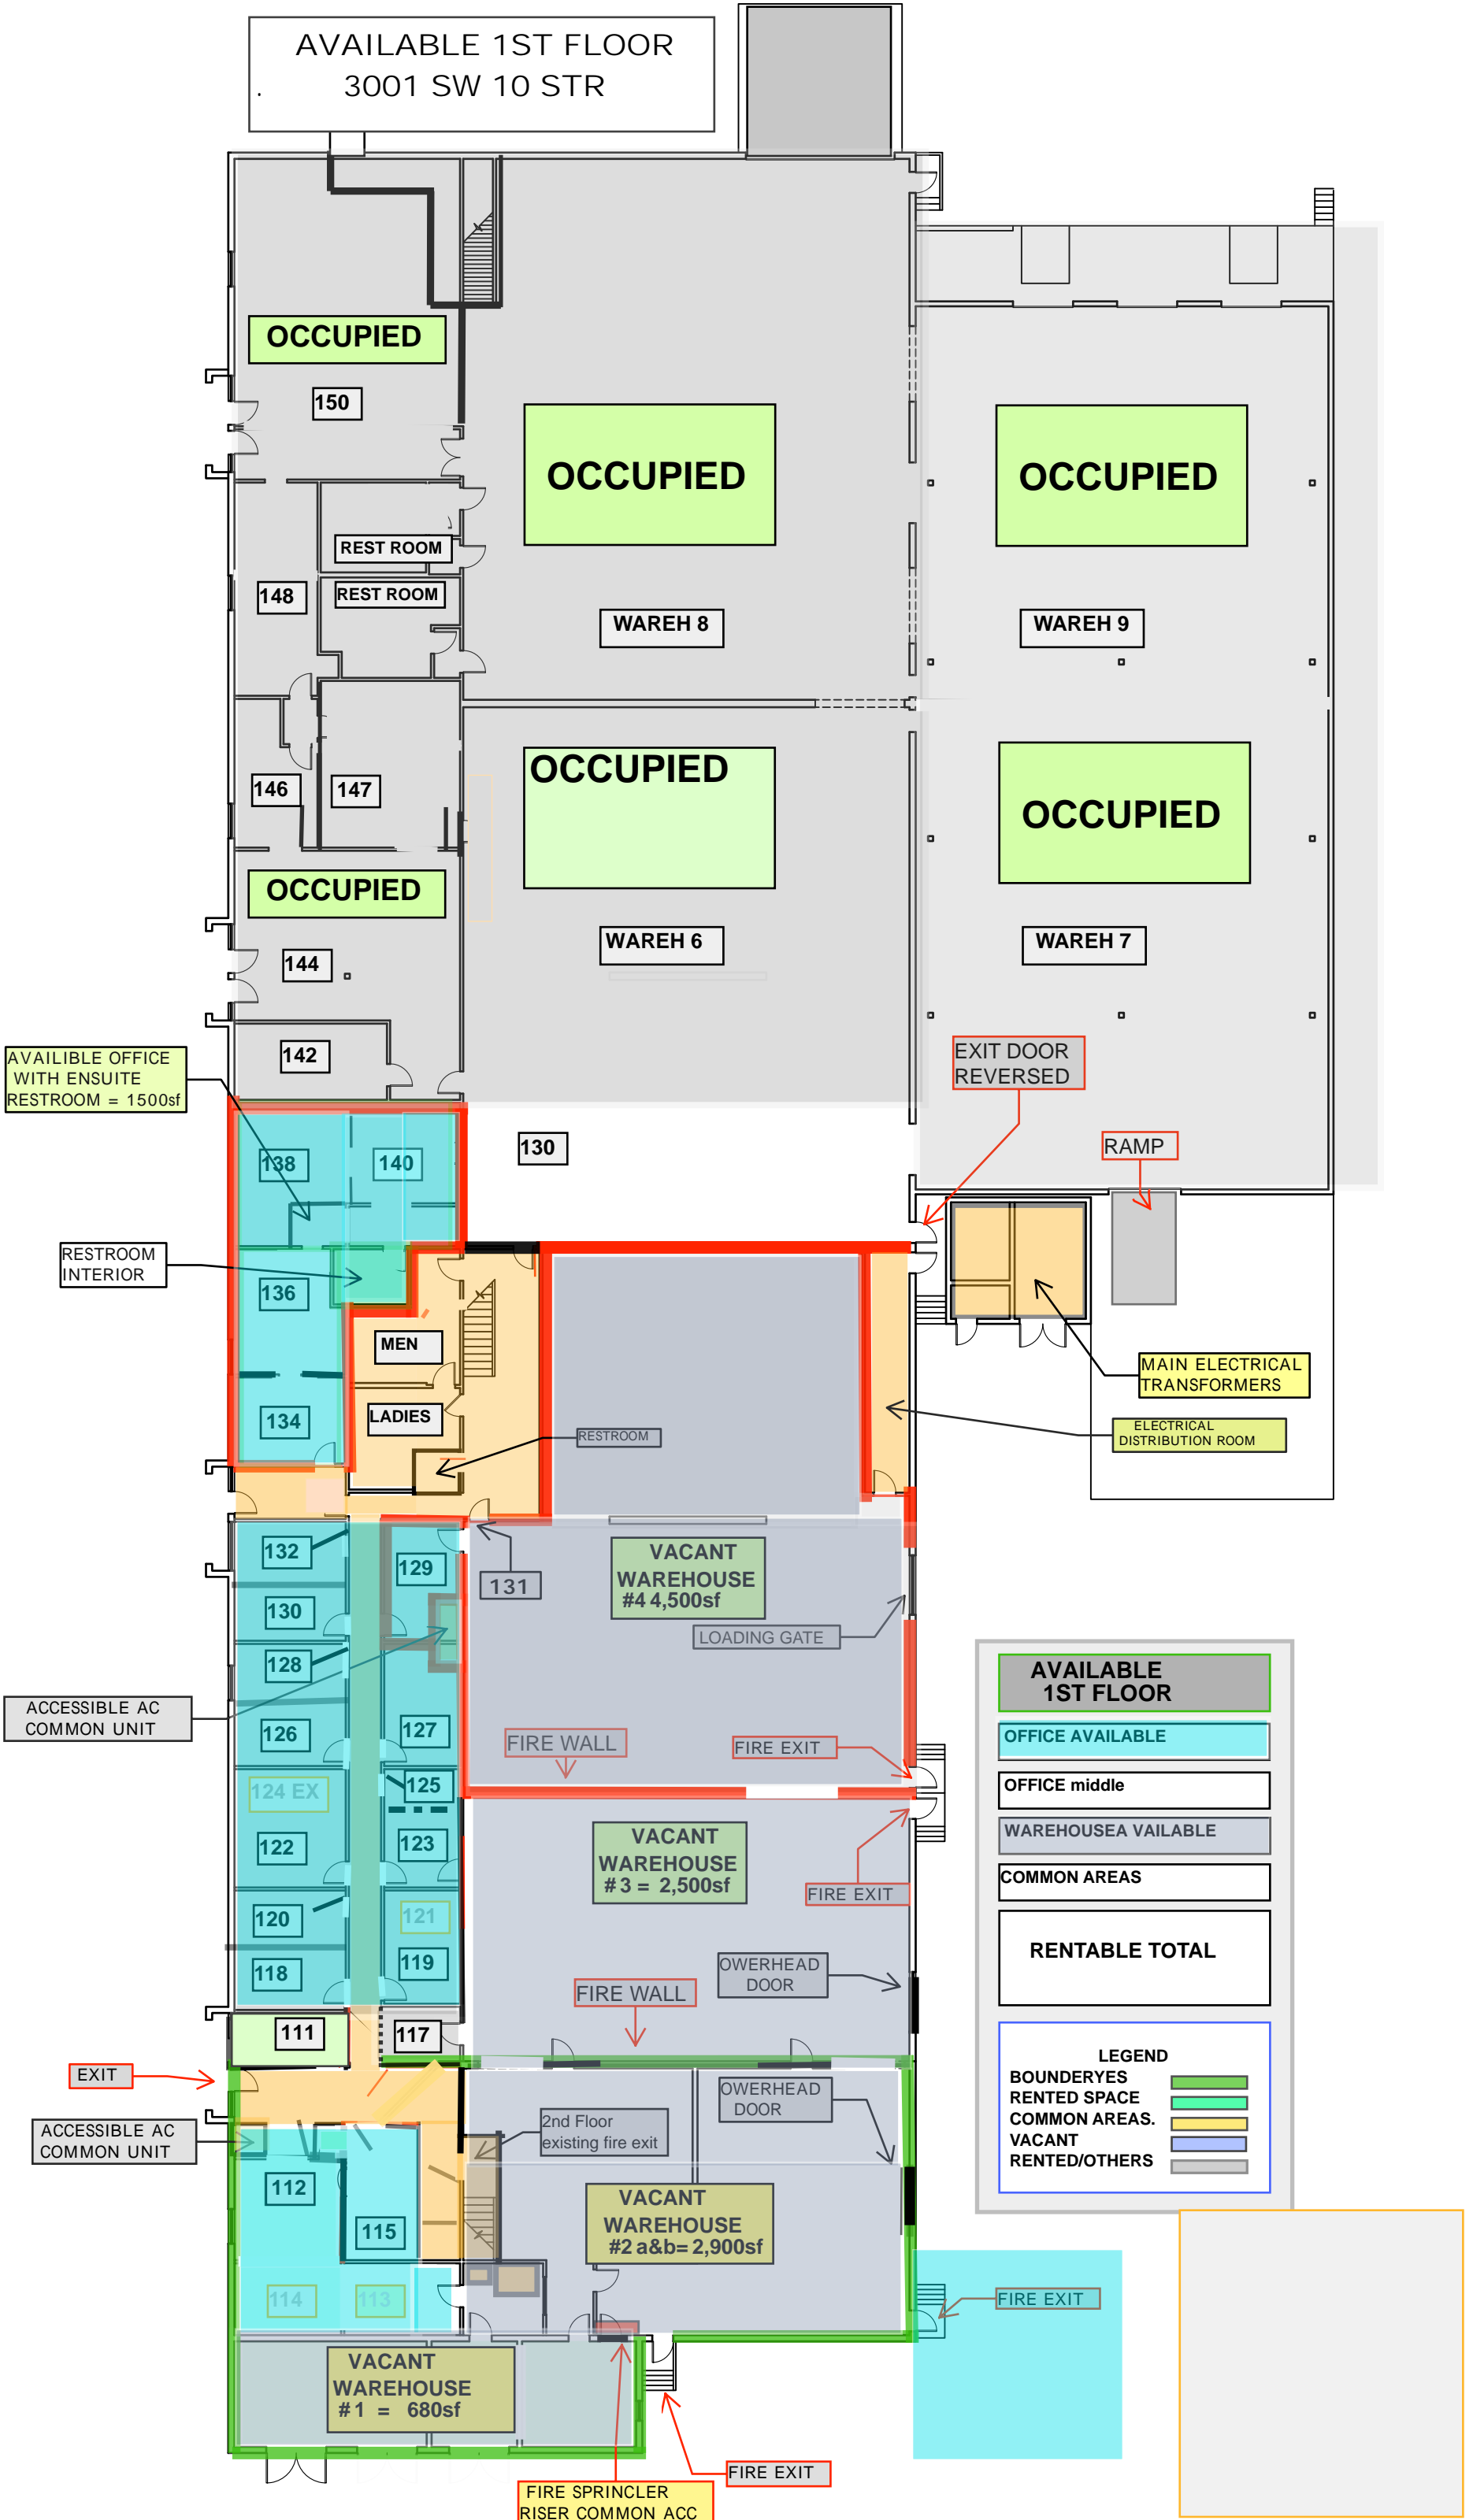 AVAILABLE 1ST FLOOR
. 3001 SW 10 STR
OCCUPIED
150
OCCUPIED
OCCUPIED
REST ROOM
148
REST ROOM
WAREH 8
WAREH 9
OCCUPIED
146
147
OCCUPIED
OCCUPIED
WAREH 6
WAREH 7
144
142
EXIT DOOR
REVERSED
AVAILIBLE OFFICE
WITH ENSUITE
RESTROOM = 1500sf
138
140
130
RAMP
RESTROOM
INTERIOR
136
MEN
MAIN ELECTRICAL
TRANSFORMERS
134
LADIES
RESTROOM
ELECTRICAL
DISTRIBUTION ROOM
132
129
131
VACANT
WAREHOUSE
#4 4,500sf
130
LOADING GATE
128
ACCESSIBLE AC
COMMON UNIT
126
127
FIRE WALL
FIRE EXIT
124 EX
125
122
123
VACANT
WAREHOUSE
#3 = 2,500sf
FIRE EXIT
120
121
118
119
OWERHEAD
DOOR
FIRE WALL
111
117
EXIT
ACCESSIBLE AC
COMMON UNIT
2nd Floor
existing fire exit
OWERHEAD
DOOR
112
115
VACANT
WAREHOUSE
#2 a&b= 2,900sf
114
113
FIRE EXIT
VACANT
WAREHOUSE
#1 = 680sf
FIRE EXIT
FIRE SPRINCLER
RISER COMMON ACC
AVAILABLE
1ST FLOOR
OFFICE AVAILABLE
OFFICE middle
WAREHOUSEA VAILABLE
COMMON AREAS
RENTABLE TOTAL
LEGEND
BOUNDERYES
RENTED SPACE
COMMON AREAS.
VACANT
RENTED/OTHERS